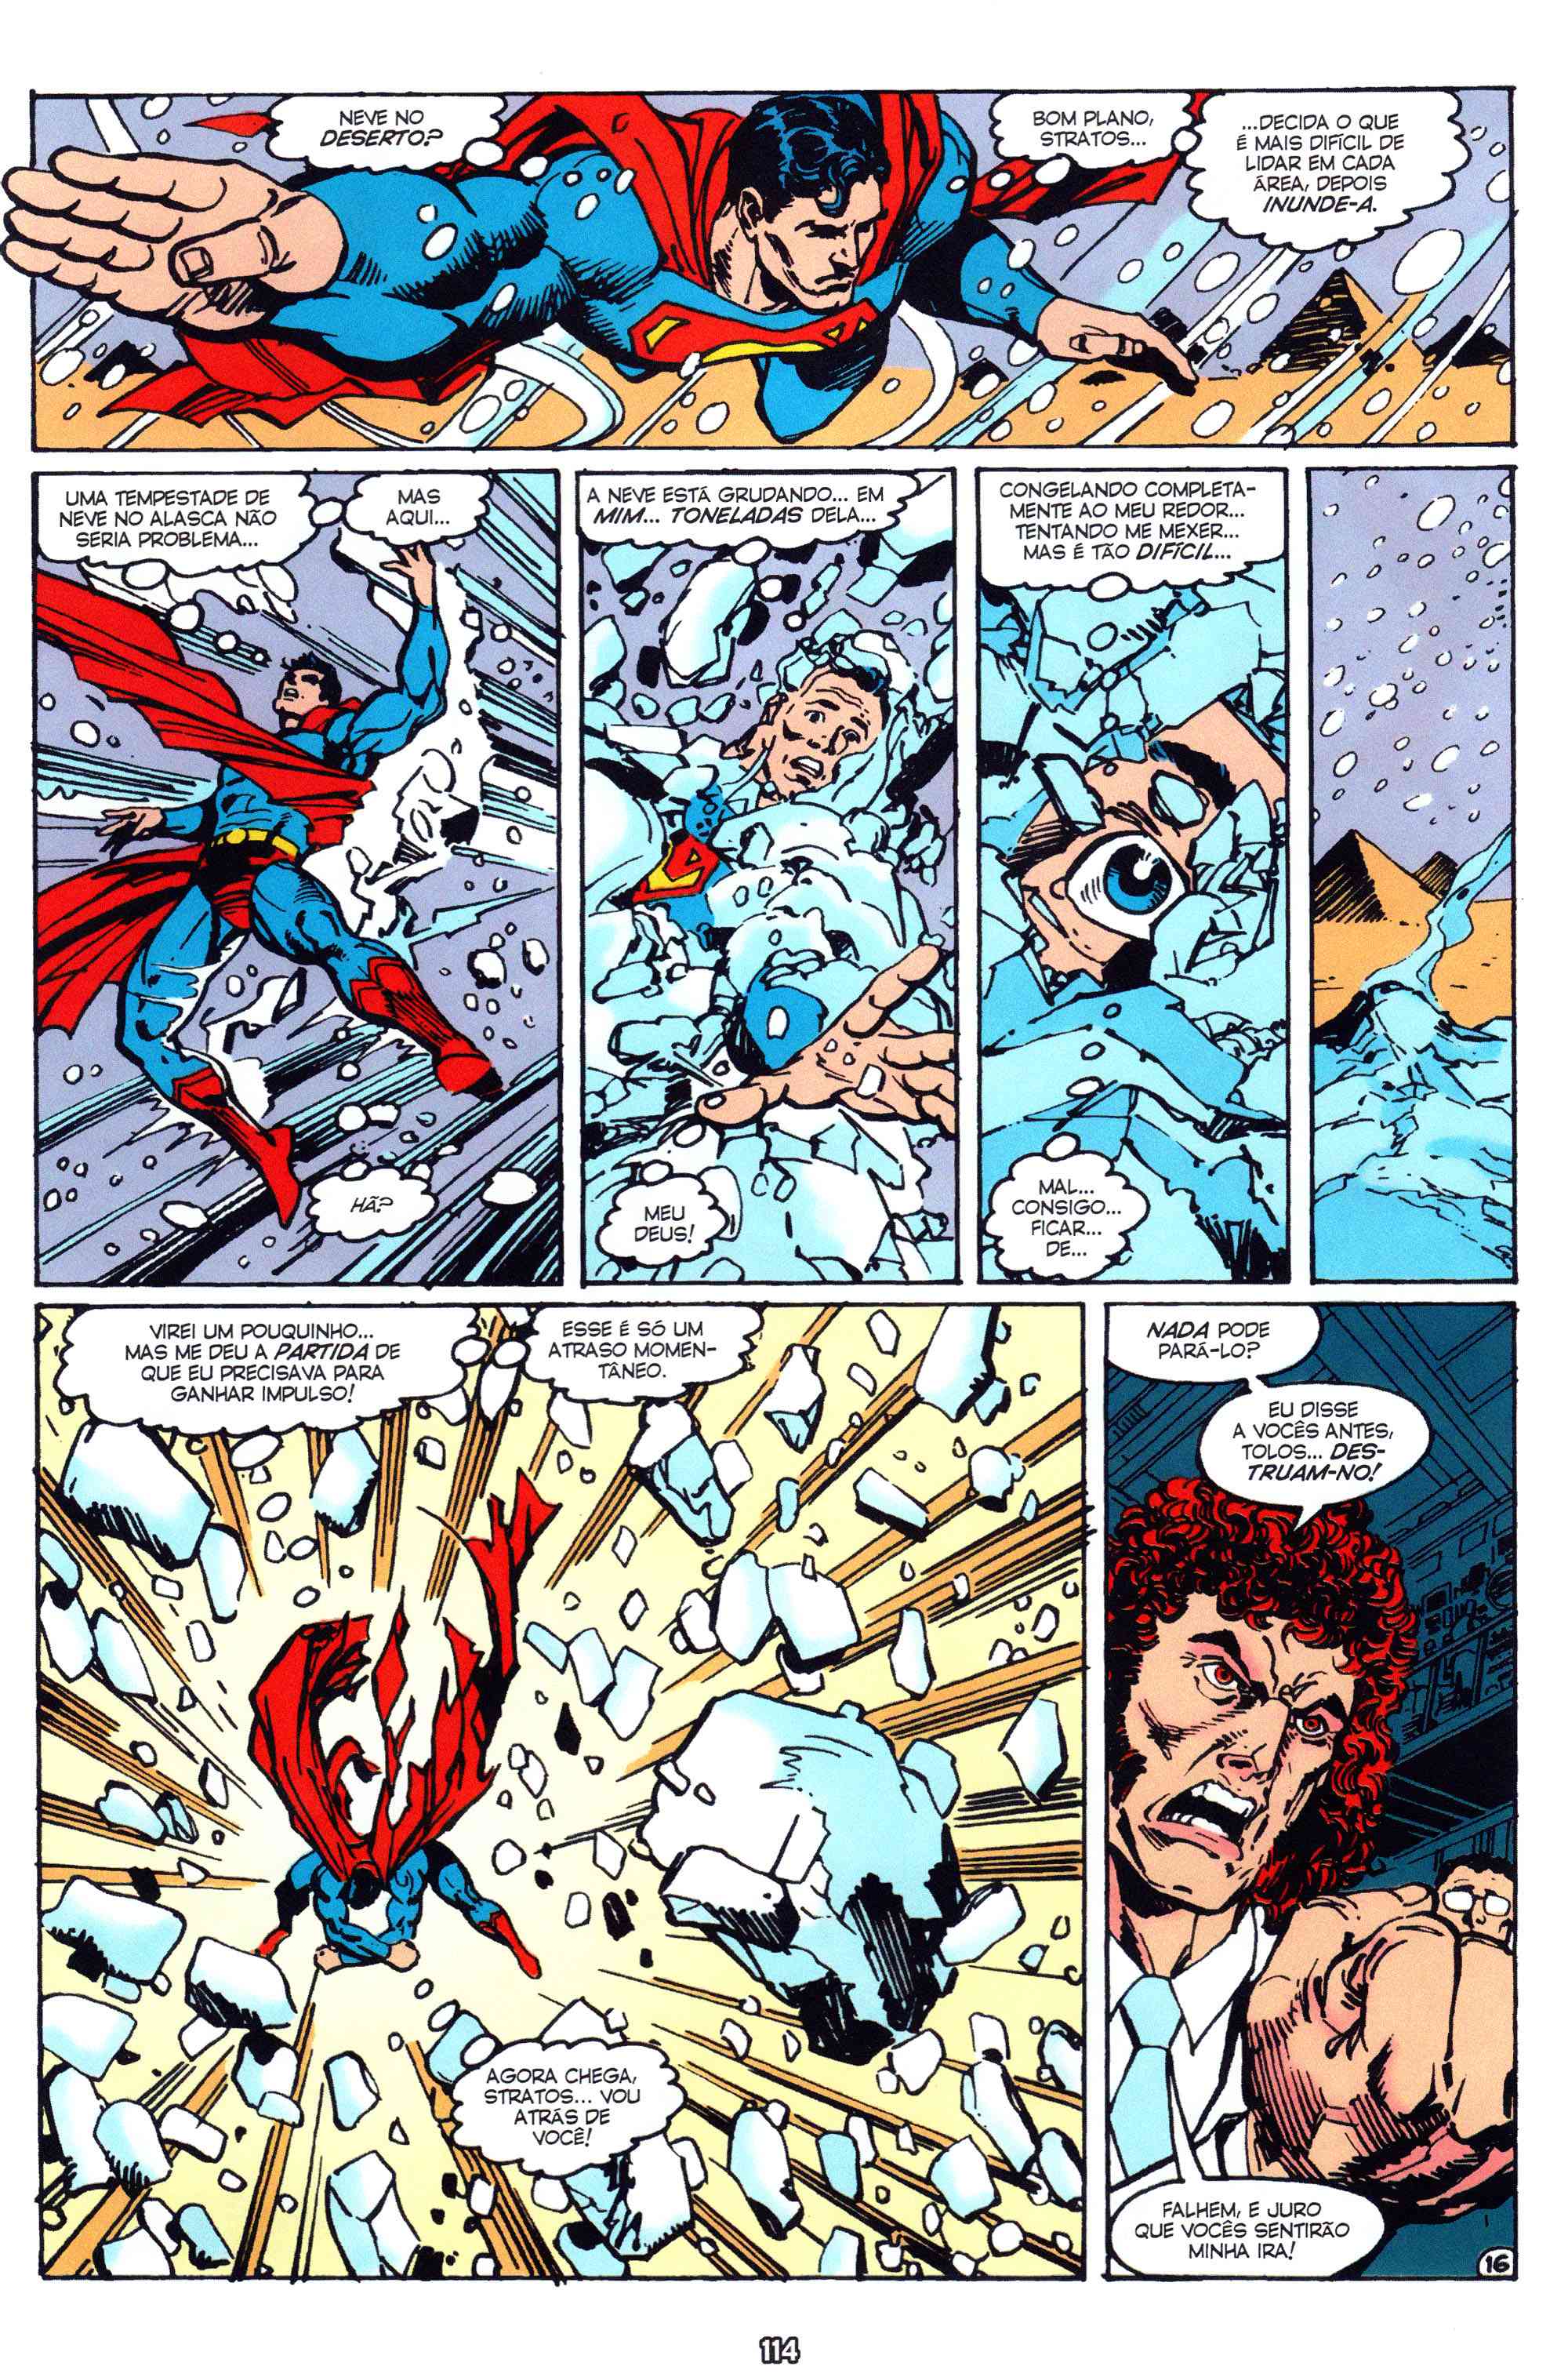 NEVE NO
DESERTO?
BOM PLANO,
STRATOS...
...DECIDA O QUE
É MAIS DIFÍCIL DE
LIDAR EM CADA
ÁREA, DEPOIS
INUNDE-A.
UMA TEMPESTADE DE
NEVE NO ALASCA NÃO
SERIA PROBLEMA...
MAS
AQUI...
HÃ?
A NEVE ESTÁ GRUDANDO... EM
MIM... TONELADAS DELA...
MEU
DEUS!
CONGELANDO COMPLETA-
MENTE AO MEU REDOR...
TENTANDO ME MEXER...
MAS É TÃO DIFÍCIL...
MAL...
CONSIGO...
FICAR...
DE...
VIREI UM POUQUINHO...
MAS ME DEU A PARTIDA DE
QUE EU PRECISAVA PARA
GANHAR IMPULSO!
ESSE É SÓ UM
ATRASO MOMEN-
TÂNEO.
AGORA CHEGA,
STRATOS... VOU
ATRÁS DE
VOCÊ!
NADA PODE
PARÁ-LO?
EU DISSE
A VOCÊS ANTES,
TOLOS... DES-
TRUAM-NO!
FALHEM, E JURO
QUE VOCÊS SENTIRÃO
MINHA IRA!
16
114